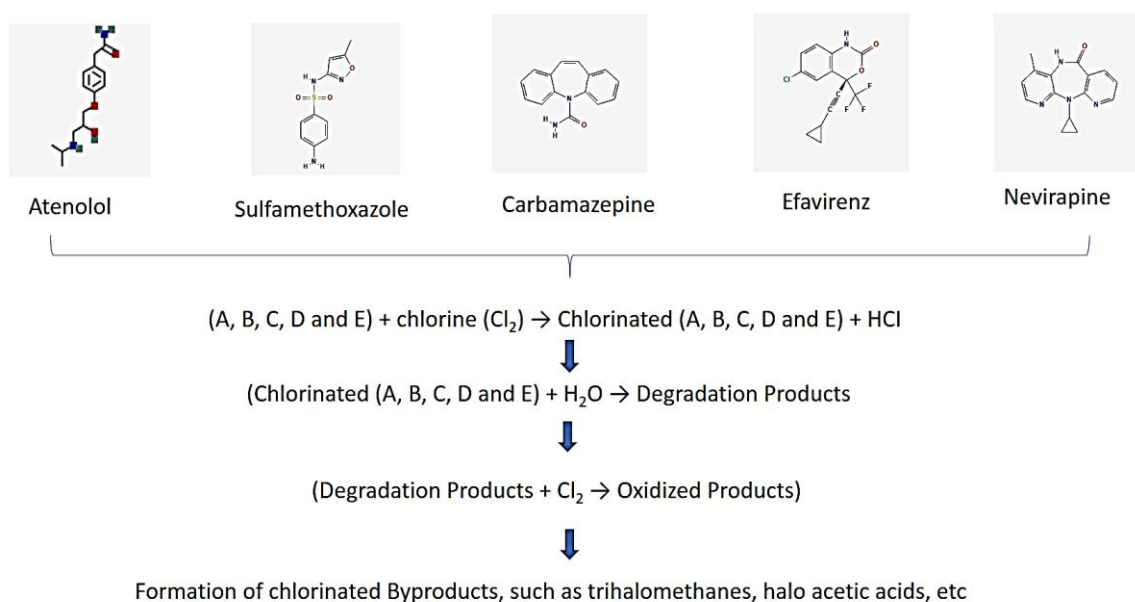 Atenolol
Sulfamethoxazole
Carbamazepine
Efavirenz
Nevirapine
(A, B, C, D and E) + chlorine (Cl₂) → Chlorinated (A, B, C, D and E) + HCl
(Chlorinated (A, B, C, D and E) + H₂O → Degradation Products
(Degradation Products + Cl₂ → Oxidized Products)
Formation of chlorinated Byproducts, such as trihalomethanes, halo acetic acids, etc